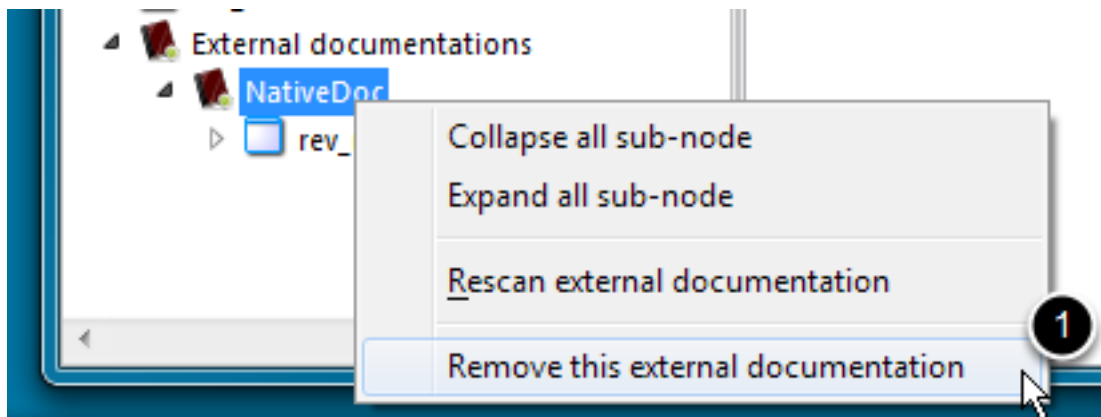 External documentations
NativeDoc
rev_
Collapse all sub-node
Expand all sub-node
Rescan external documentation
1
Remove this external documentation